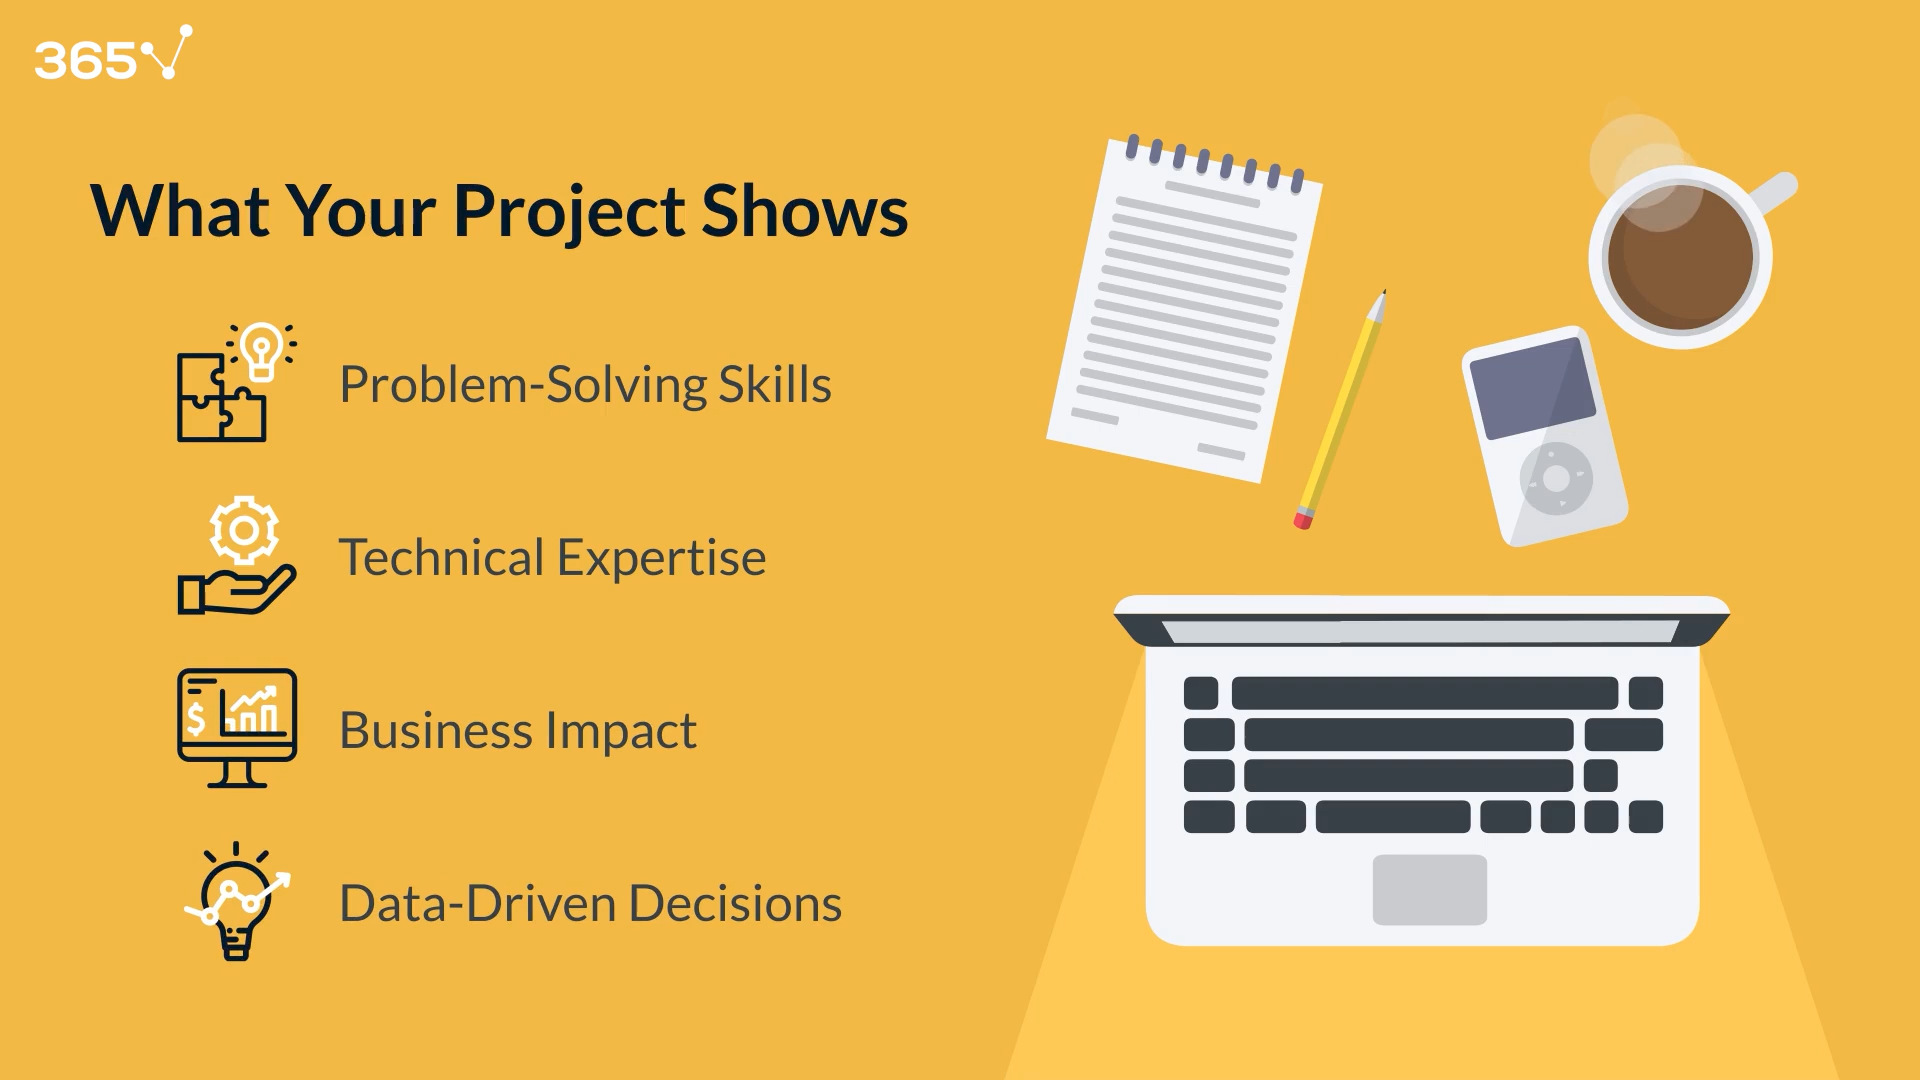 365
What Your Project Shows
Problem-Solving Skills
Technical Expertise
$
Business Impact
Data-Driven Decisions